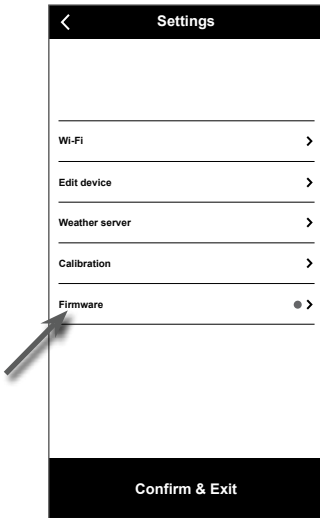 Settings
Wi-Fi
Edit device
Weather server
Calibration
Firmware
Confirm & Exit